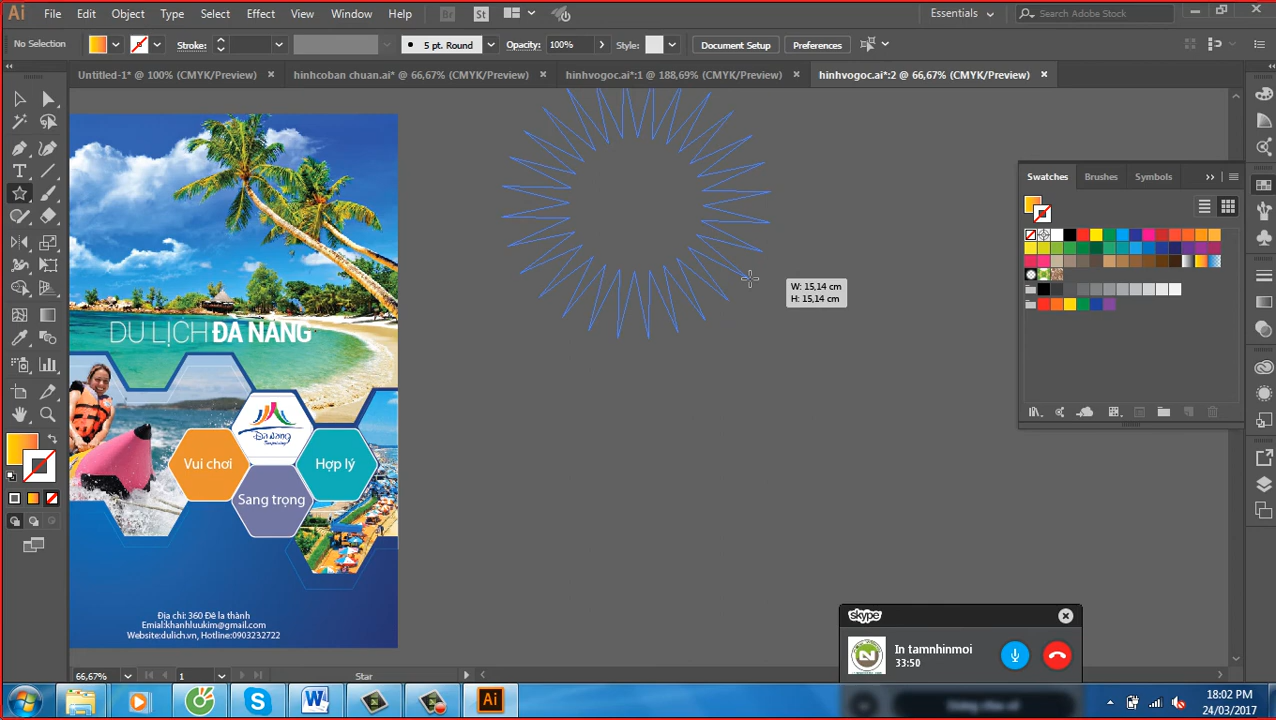 Ai File Edit Object Type Select Effect View Window Help Br St Essentials Search Adobe Stock
No Selection Stroke: 5 pt. Round Opacity: 100% Style: Document Setup Preferences
Untitled-1* @ 100% (CMYK/Preview) hinhcoban chuan.ai* @ 66,67% (CMYK/Preview) hinhvogoc.ai*:1 @ 188,69% (CMYK/Preview) hinhvogoc.ai*:2 @ 66,67% (CMYK/Preview)
Swatches Brushes Symbols
W: 15,14 cm
H: 15,14 cm
DU LỊCH ĐÀ NẴNG
Vui chơi
Hợp lý
Sang trọng
Địa chỉ: 360 Đê la thành
Emial:khanhluukim@gmail.com
Website:dulich.vn, Hotline:0903232722
skype
In tamnhinmoi
33:50
66,67% 1 Star
18:02 PM
24/03/2017